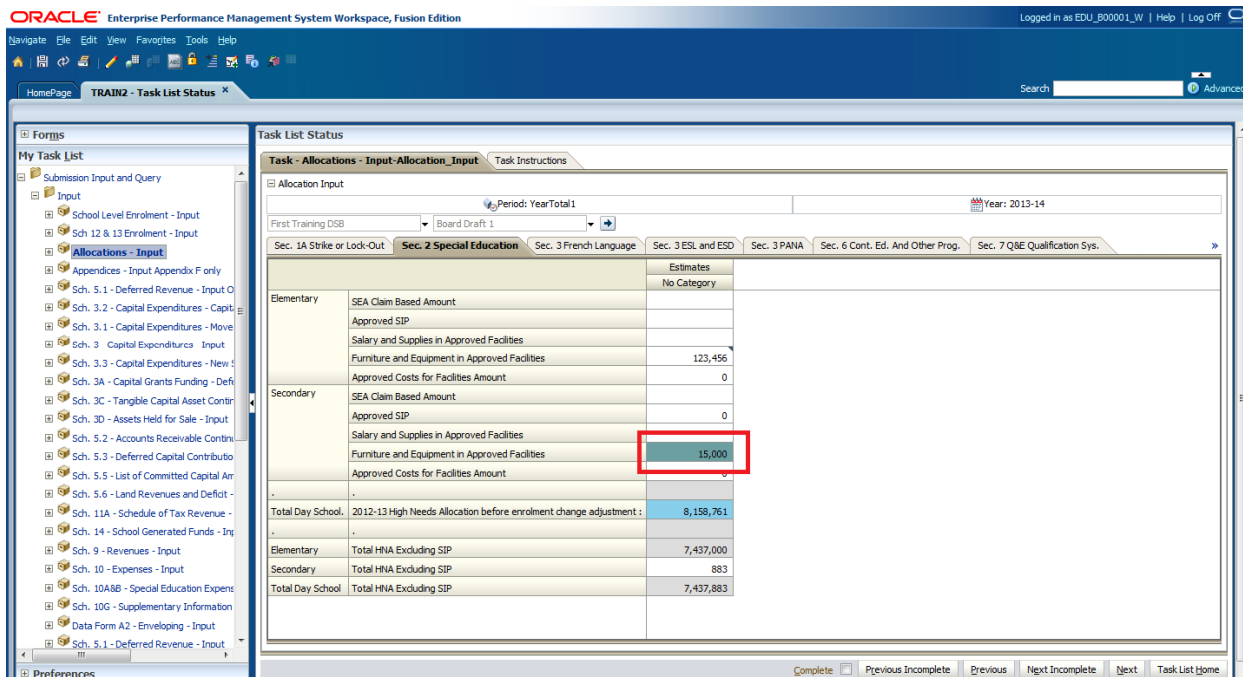 ORACLE Enterprise Performance Management System Workspace, Fusion Edition
Logged in as EDU_B00001_W | Help | Log Off
Navigate File Edit View Favorites Tools Help
HomePage TRAIN2 - Task List Status ×
Search Advanced
Forms
My Task List
Submission Input and Query
Input
School Level Enrolment - Input
Sch 12 & 13 Enrolment - Input
Allocations - Input
Appendices - Input Appendix F only
Sch. 5.1 - Deferred Revenue - Input O
Sch. 3.2 - Capital Expenditures - Capit
Sch. 3.1 - Capital Expenditures - Move
Sch. 3 Capital Expenditures Input
Sch. 3.3 - Capital Expenditures - New
Sch. 3A - Capital Grants Funding - Defe
Sch. 3C - Tangible Capital Asset Contin
Sch. 3D - Assets Held for Sale - Input
Sch. 5.2 - Accounts Receivable Continu
Sch. 5.3 - Deferred Capital Contributio
Sch. 5.5 - List of Committed Capital Am
Sch. 5.6 - Land Revenues and Deficit -
Sch. 11A - Schedule of Tax Revenue -
Sch. 14 - School Generated Funds - Inp
Sch. 9 - Revenues - Input
Sch. 10 - Expenses - Input
Sch. 10A&B - Special Education Expens
Sch. 10G - Supplementary Information
Data Form A2 - Enveloping - Input
Sch. 5.1 - Deferred Revenue - Input
Preferences
Task List Status
Task - Allocations - Input-Allocation_Input Task Instructions
Allocation Input
Period: YearTotal1 Year: 2013-14
First Training DSB Board Draft 1
Sec. 1A Strike or Lock-Out Sec. 2 Special Education Sec. 3 French Language Sec. 3 ESL and ESD Sec. 3 PANA Sec. 6 Cont. Ed. And Other Prog. Sec. 7 Q&E Qualification Sys. »
Estimates
No Category
Elementary SEA Claim Based Amount
Approved SIP
Salary and Supplies in Approved Facilities
Furniture and Equipment in Approved Facilities 123,456
Approved Costs for Facilities Amount 0
Secondary SEA Claim Based Amount
Approved SIP 0
Salary and Supplies in Approved Facilities
Furniture and Equipment in Approved Facilities 15,000
Approved Costs for Facilities Amount 0
. .
Total Day School. 2012-13 High Needs Allocation before enrolment change adjustment : 8,158,761
. .
Elementary Total HNA Excluding SIP 7,437,000
Secondary Total HNA Excluding SIP 883
Total Day School Total HNA Excluding SIP 7,437,883
Complete Previous Incomplete Previous Next Incomplete Next Task List Home